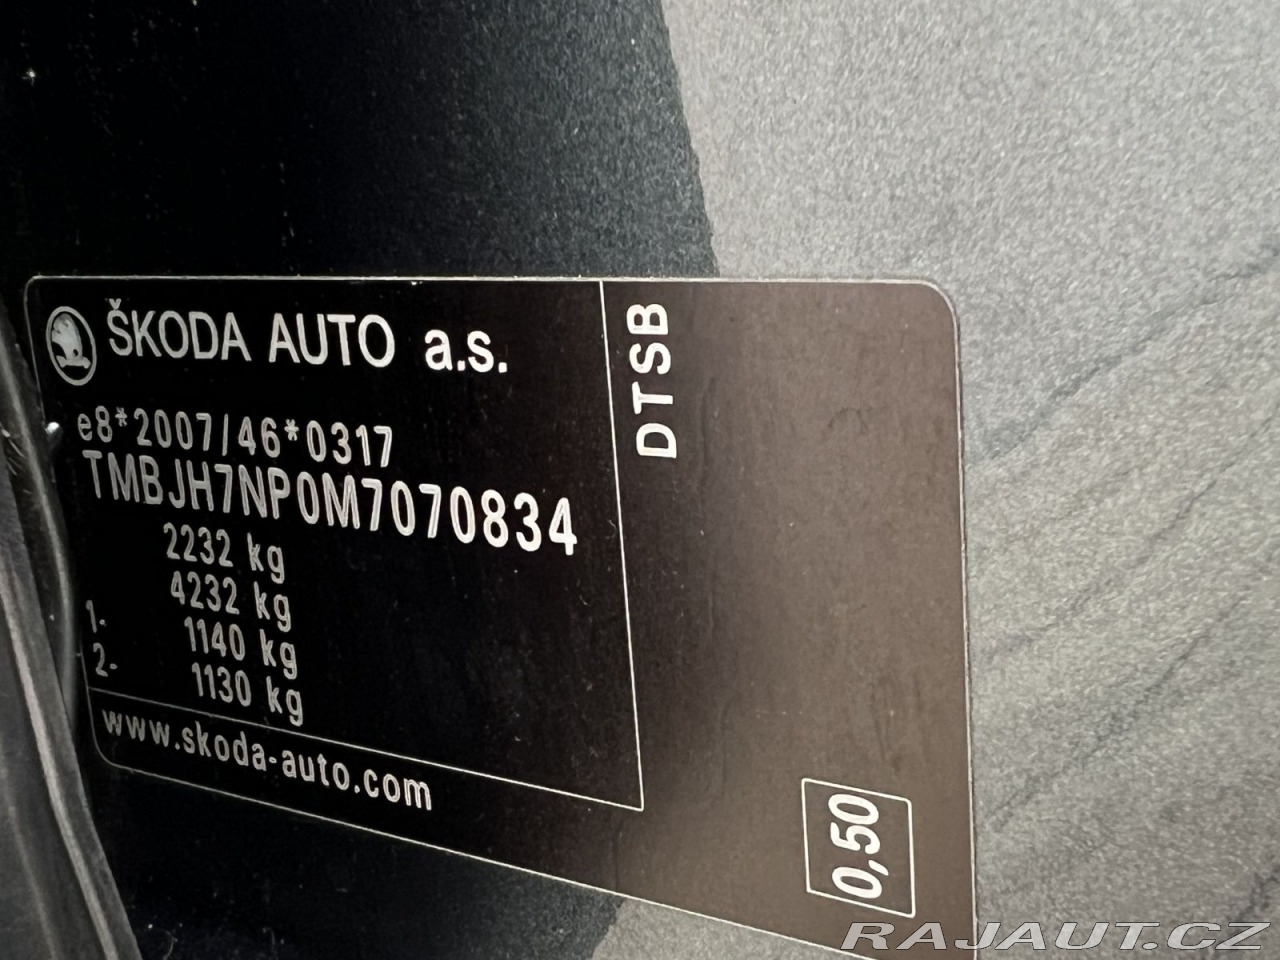 ŠKODA AUTO a.s.
e8*2007/46*0317
TMBJH7NP0M7070834
2232 kg
4232 kg
1- 1140 kg
2- 1130 kg
www.skoda-auto.com
DTSB
0,50
RAJAUT.CZ